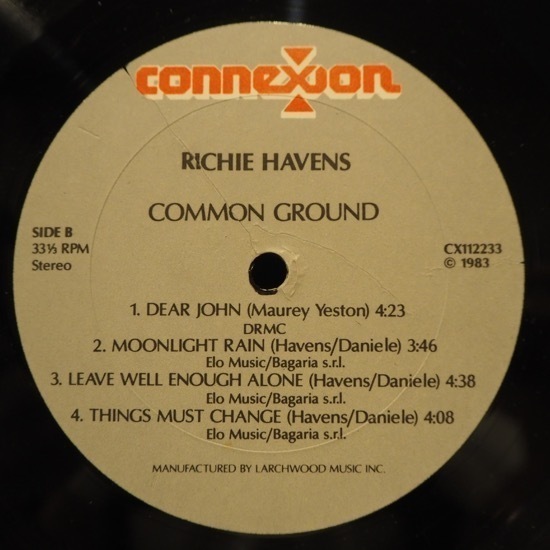 connexion
RICHIE HAVENS
COMMON GROUND
SIDE B
33⅓ RPM
Stereo
CX112233
© 1983
1. DEAR JOHN (Maurey Yeston) 4:23
DRMC
2. MOONLIGHT RAIN (Havens/Daniele) 3:46
Elo Music/Bagaria s.r.l.
3. LEAVE WELL ENOUGH ALONE (Havens/Daniele) 4:38
Elo Music/Bagaria s.r.l.
4. THINGS MUST CHANGE (Havens/Daniele) 4:08
Elo Music/Bagaria s.r.l.
MANUFACTURED BY LARCHWOOD MUSIC INC.